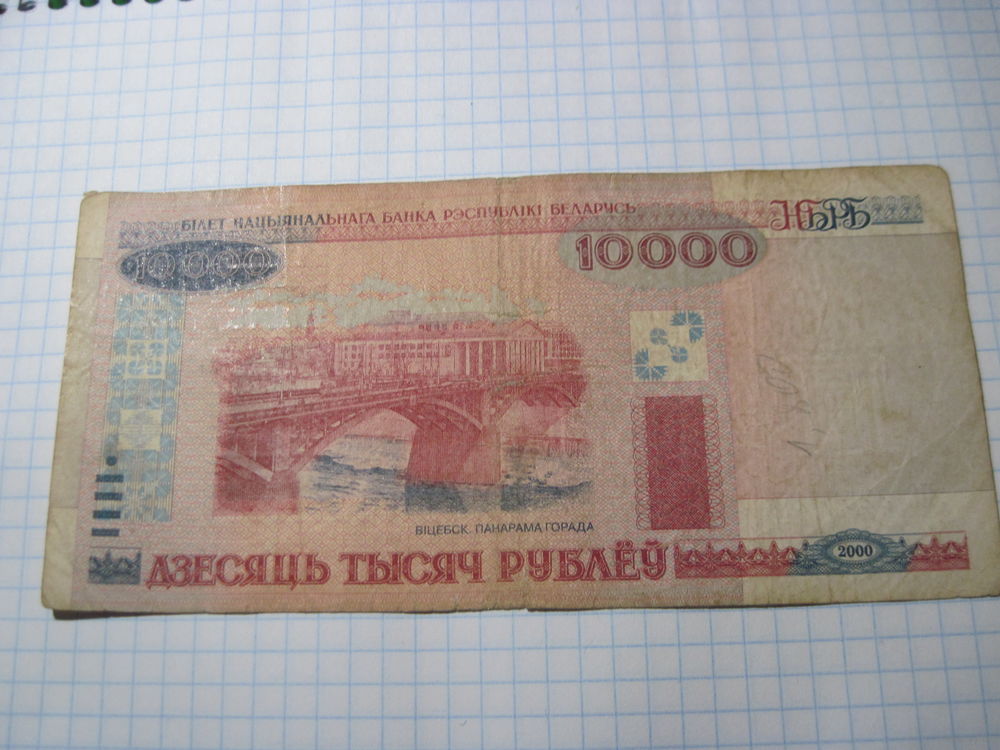 БІЛЕТ НАЦЫЯНАЛЬНАГА БАНКА РЭСПУБЛІКІ БЕЛАРУСЬ
НБРБ
10000
10000
ВІЦЕБСК. ПАНАРАМА ГОРАДА
ДЗЕСЯЦЬ ТЫСЯЧ РУБЛЁЎ
2000